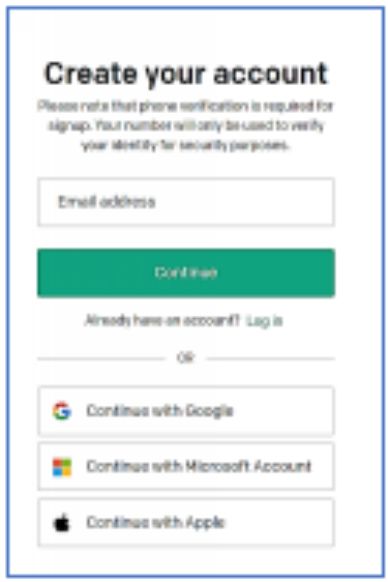 Create your account
Please note that phone verification is required for
signup. Your number will only be used to verify
your identity for security purposes.
Email address
Continue
Already have an account? Log in
OR
Continue with Google
Continue with Microsoft Account
Continue with Apple